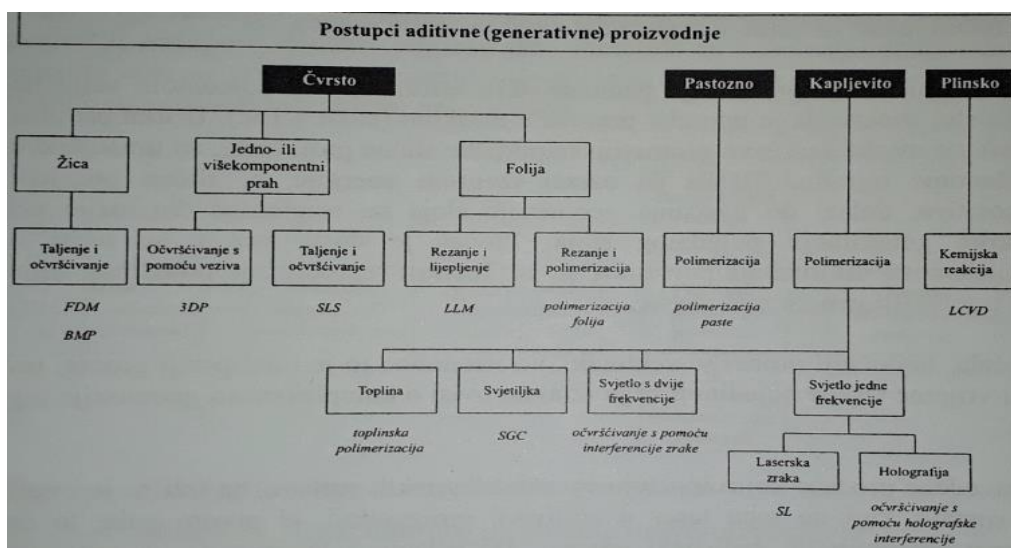 Postupci aditivne (generativne) proizvodnje
Čvrsto
Pastozno
Kapljevito
Plinsko
Žica
Jedno- ili
višekomponentni
prah
Folija
Taljenje i
očvršćivanje
Očvršćivanje s
pomoću veziva
Taljenje i
očvršćivanje
Rezanje i
lijepljenje
Rezanje i
polimerizacija
Polimerizacija
Polimerizacija
Kemijska
reakcija
FDM
BMP
3DP
SLS
LLM
polimerizacija
folija
polimerizacija
paste
LCVD
Toplina
Svjetiljka
Svjetlo s dvije
frekvencije
Svjetlo jedne
frekvencije
toplinska
polimerizacija
SGC
očvršćivanje s pomoću
interferencije zrake
Laserska
zraka
Holografija
SL
očvršćivanje s
pomoću holografske
interferencije